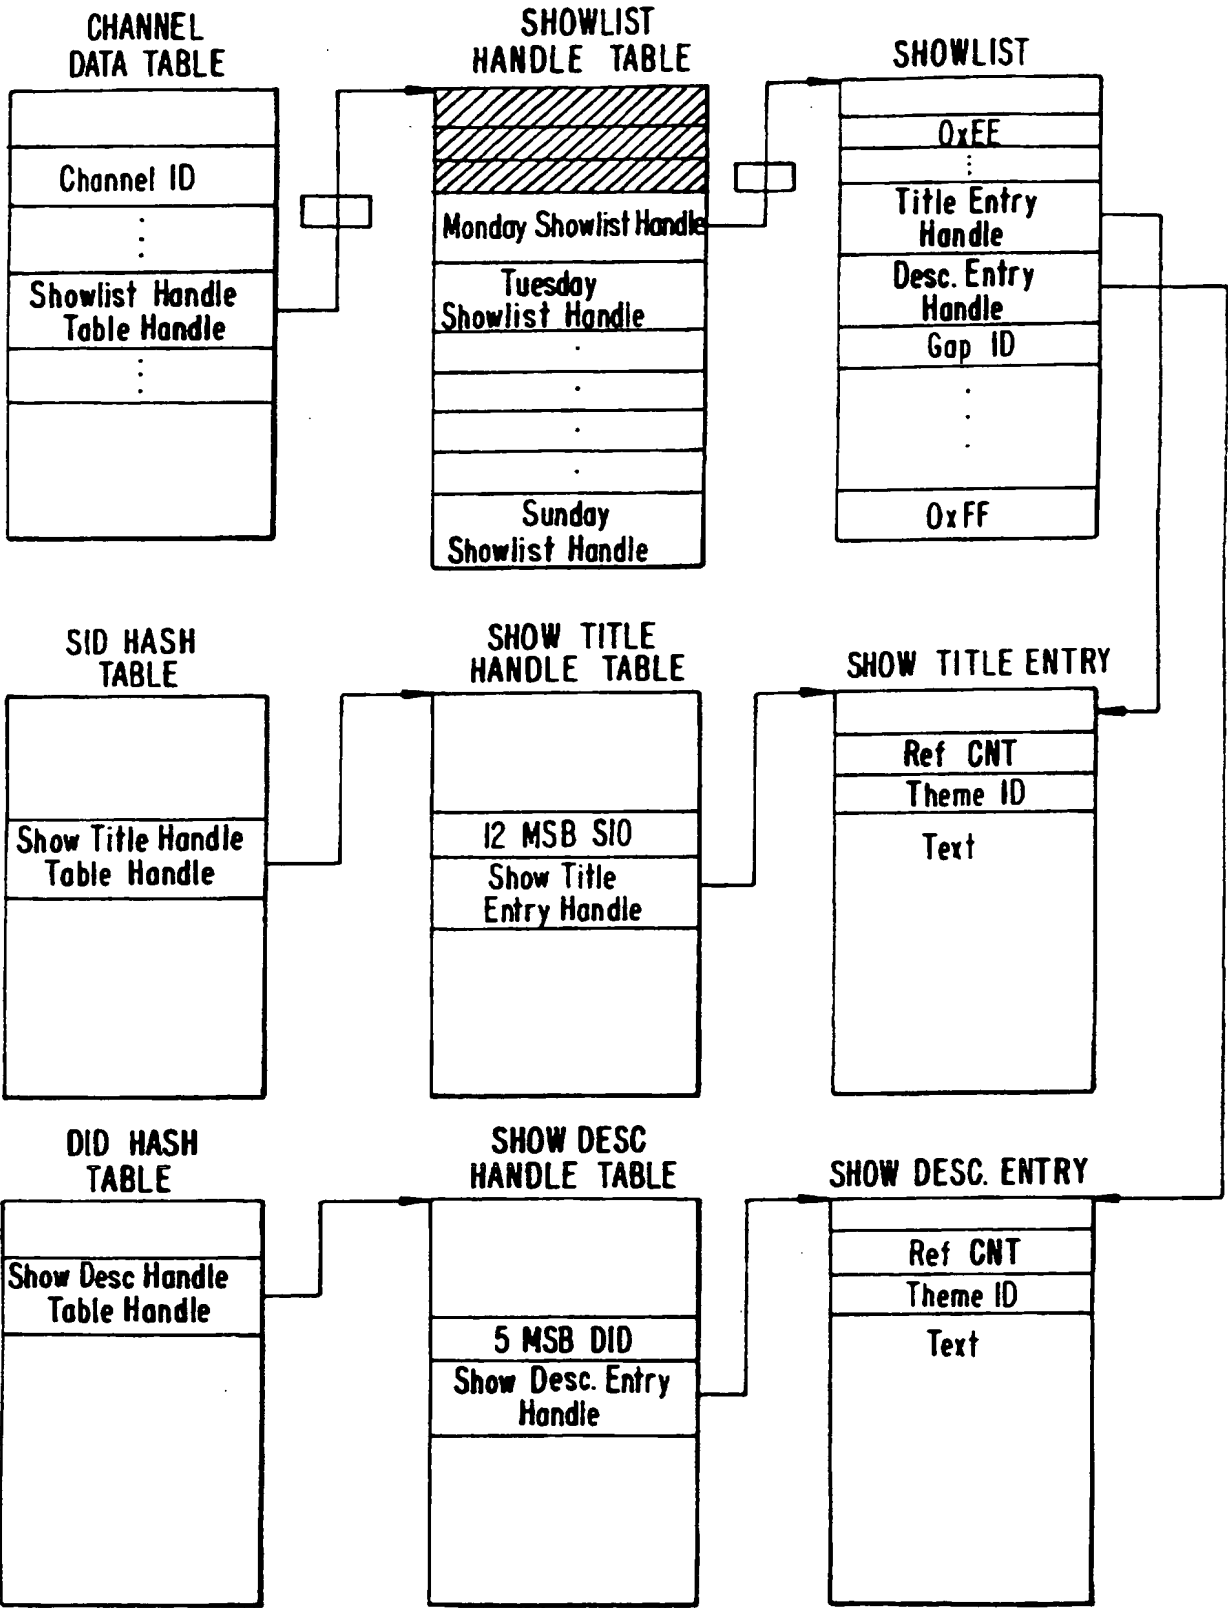 CHANNEL
DATA TABLE
Channel ID
Showlist Handle
Table Handle
SHOWLIST
HANDLE TABLE
Monday Showlist Handle
Tuesday
Showlist Handle
Sunday
Showlist Handle
SHOWLIST
0xEE
Title Entry
Handle
Desc. Entry
Handle
Gap ID
0xFF
SID HASH
TABLE
Show Title Handle
Table Handle
SHOW TITLE
HANDLE TABLE
12 MSB SIO
Show Title
Entry Handle
SHOW TITLE ENTRY
Ref CNT
Theme ID
Text
DID HASH
TABLE
Show Desc Handle
Table Handle
SHOW DESC
HANDLE TABLE
5 MSB DID
Show Desc. Entry
Handle
SHOW DESC. ENTRY
Ref CNT
Theme ID
Text